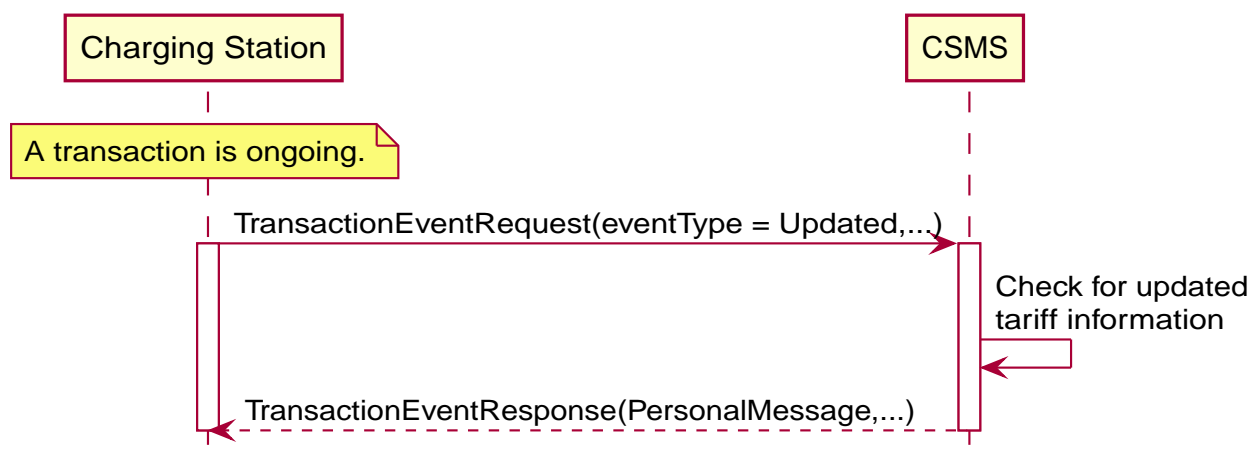 Charging Station
CSMS
A transaction is ongoing.
TransactionEventRequest(eventType = Updated,...)
Check for updated
tariff information
TransactionEventResponse(PersonalMessage,...)